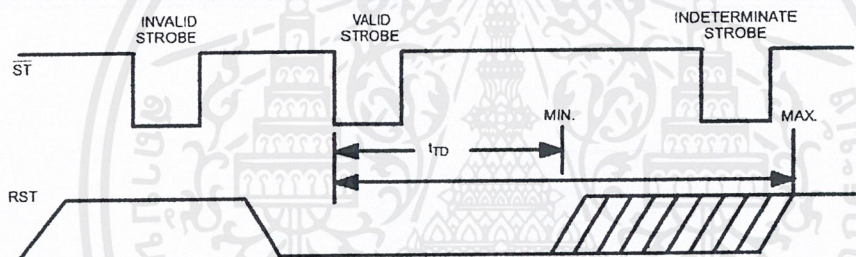 INVALID
STROBE
VALID
STROBE
INDETERMINATE
STROBE
ST
MIN.
MAX.
tTD
RST